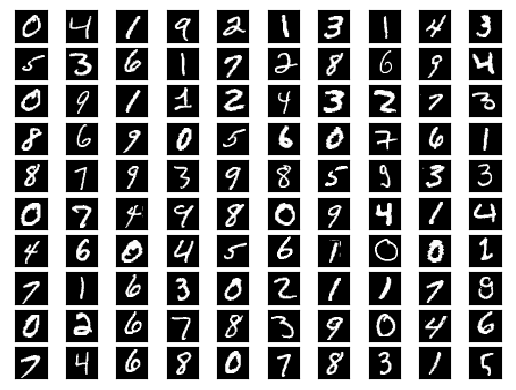 0 4 1 9 2 1 3 1 4 3
5 3 6 1 7 2 8 6 9 4
0 9 1 1 2 4 3 2 7 3
8 6 9 0 5 6 0 7 6 1
8 7 9 3 9 8 5 9 3 3
0 7 4 9 8 0 9 4 1 4
4 6 0 4 5 6 1 0 0 1
7 1 6 3 0 2 1 1 7 9
0 2 6 7 8 3 9 0 4 6
7 4 6 8 0 7 8 3 1 5